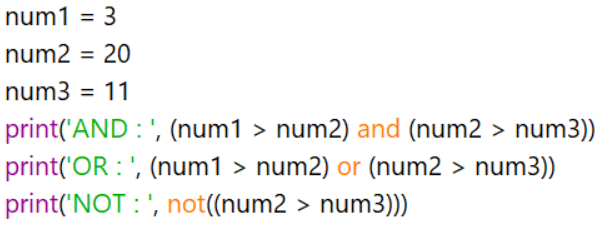 num1 = 3
num2 = 20
num3 = 11
print('AND : ', (num1 > num2) and (num2 > num3))
print('OR : ', (num1 > num2) or (num2 > num3))
print('NOT : ', not((num2 > num3)))